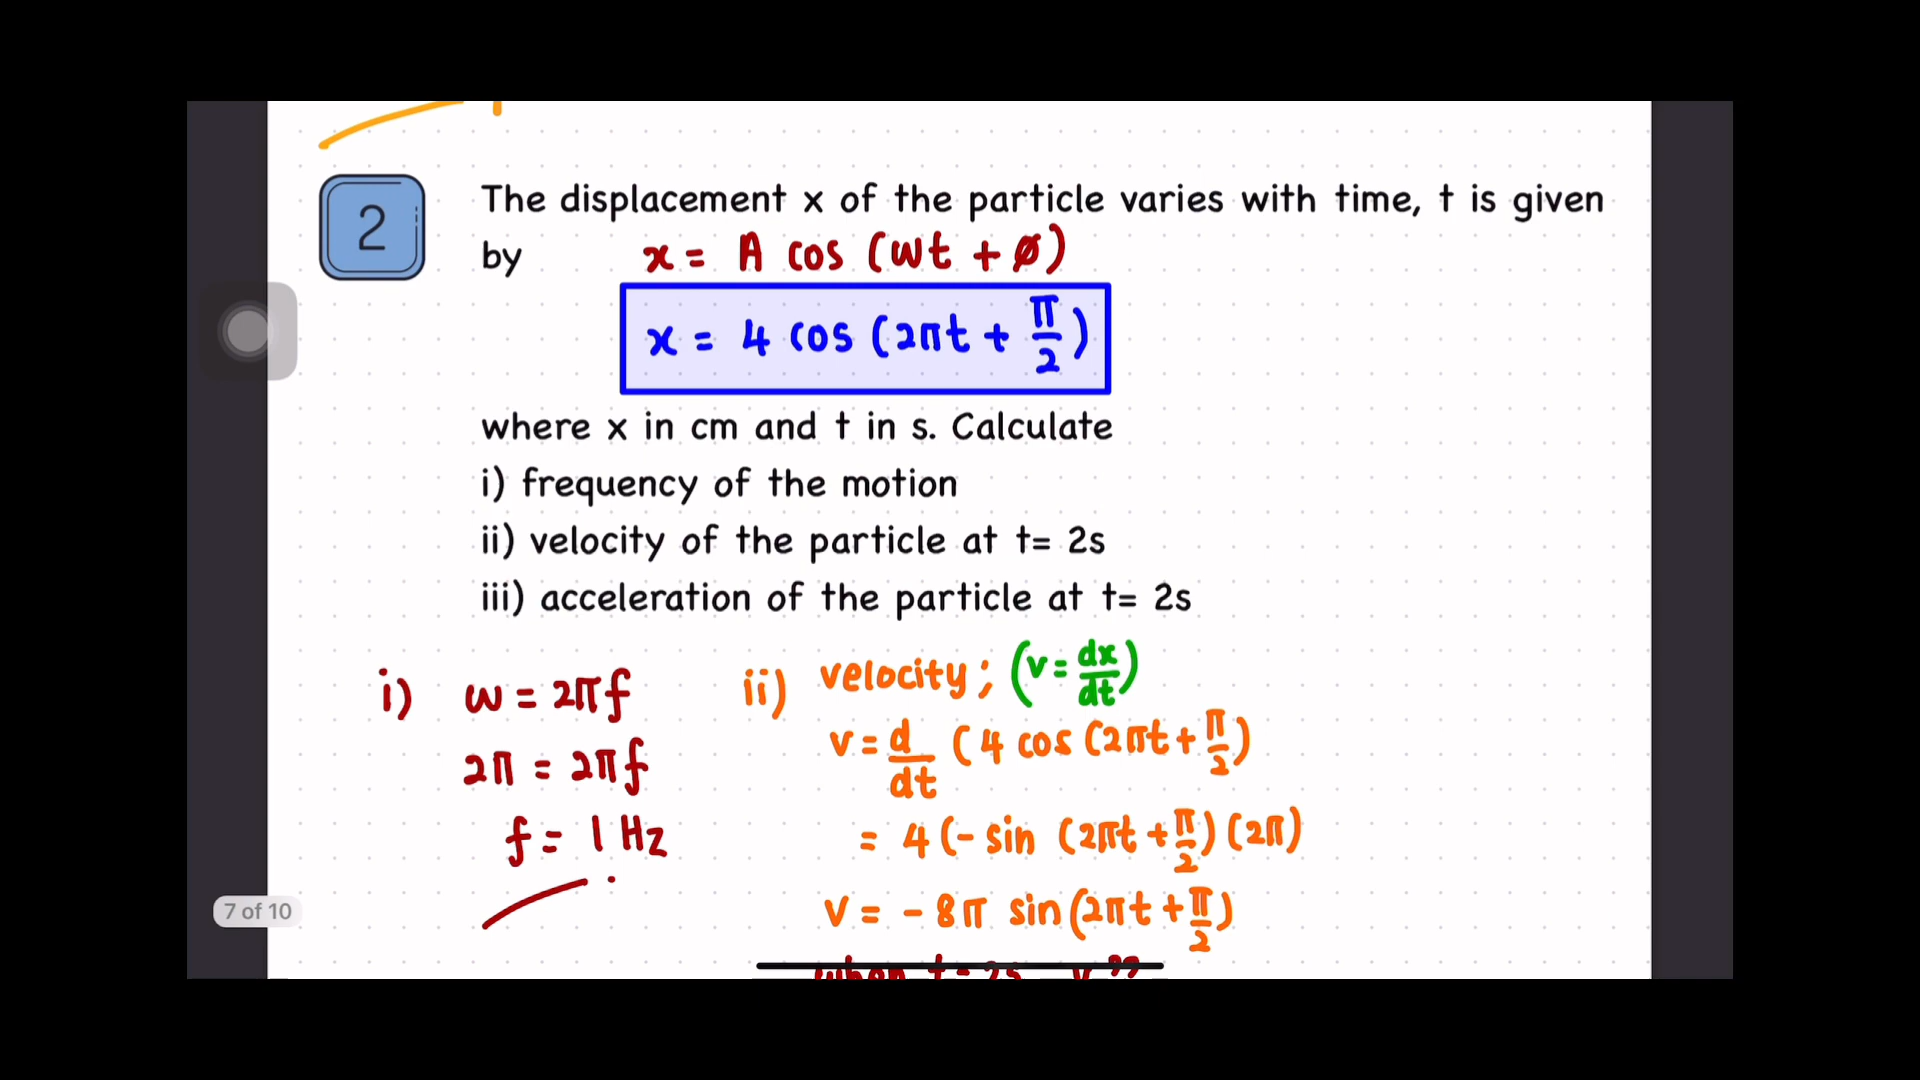 2
The displacement x of the particle varies with time, t is given
by
x = A cos (ωt + ø)
x = 4 cos (2πt + π/2)
where x in cm and t in s. Calculate
i) frequency of the motion
ii) velocity of the particle at t= 2s
iii) acceleration of the particle at t= 2s
i) ω = 2πf
2π = 2πf
f = 1 Hz
ii) velocity ; (v = dx/dt)
v = d/dt (4 cos (2πt + π/2)
= 4 (- sin (2πt + π/2) (2π)
v = - 8π sin (2πt + π/2)
when t = 2s, v ??
7 of 10